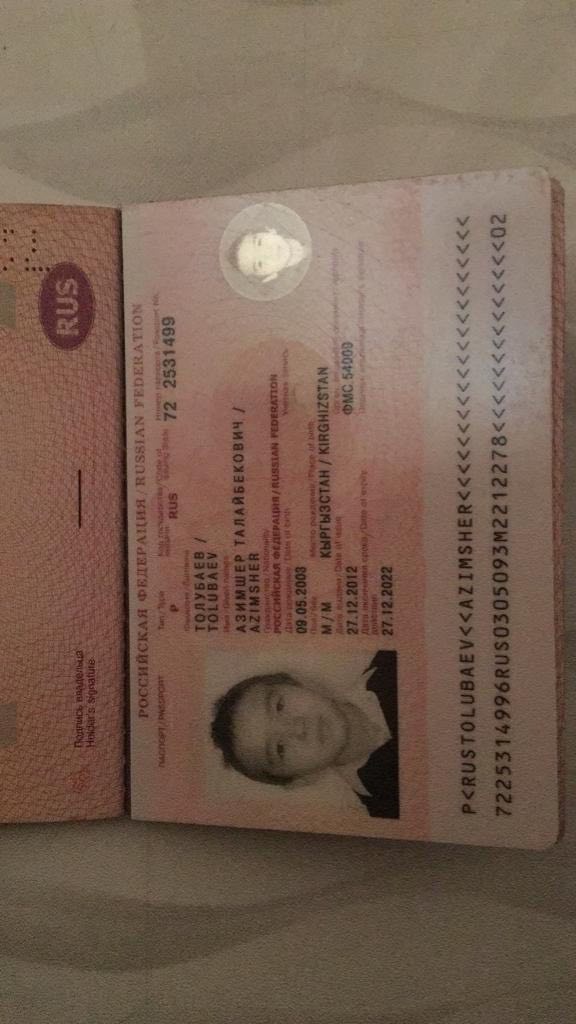 Подпись владельца
Holder's signature
RUS
РОССИЙСКАЯ ФЕДЕРАЦИЯ / RUSSIAN FEDERATION
ПАСПОРТ / PASSPORT
Тип / Type
Код государства / Code of
выдачи issuing State
Номер паспорта / Passport No.
P
RUS
72 2531499
Фамилия / Surname
ТОЛУБАЕВ /
TOLUBAEV
Имя / Given names
АЗИМШЕР ТАЛАЙБЕКОВИЧ /
AZIMSHER
Гражданство / Nationality
РОССИЙСКАЯ ФЕДЕРАЦИЯ / RUSSIAN FEDERATION
Дата рождения / Date of birth
Учетная запись
09.05.2003
Пол / Sex
Место рождения / Place of birth
М / M
КЫРГЫЗСТАН / KIRGHIZSTAN
Дата выдачи / Date of issue
27.12.2012
ФМС 54009
Дата окончания срока / Date of expiry
действия
27.12.2022
P<RUSTOLUBAEV<<AZIMSHER<<<<<<<<<<<<<<<<<<<<<
7225314996RUS0305093M2212278<<<<<<<<<<<<<<02